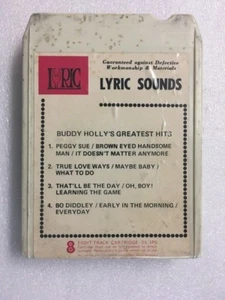 LYRIC
Guaranteed against Defective
Workmanship & Materials
LYRIC SOUNDS
BUDDY HOLLY'S GREATEST HITS
1. PEGGY SUE / BROWN EYED HANDSOME
MAN / IT DOESN'T MATTER ANYMORE
2. TRUE LOVE WAYS / MAYBE BABY /
WHAT TO DO
3. THAT'LL BE THE DAY / OH, BOY!
LEARNING THE GAME
4. BO DIDDLEY / EARLY IN THE MORNING /
EVERYDAY
8 EIGHT TRACK CARTRIDGE